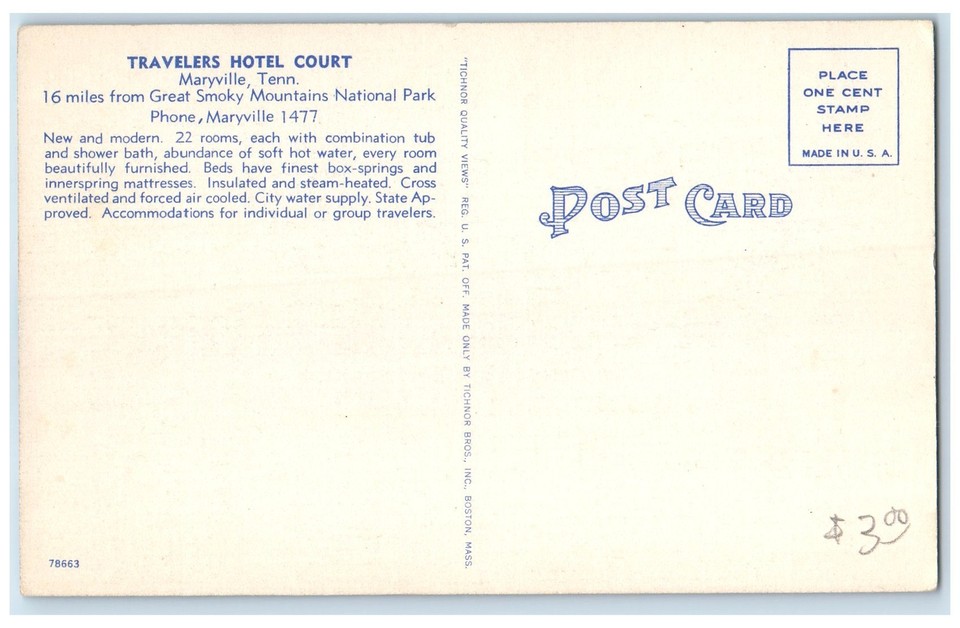 TRAVELERS HOTEL COURT
Maryville, Tenn.
16 miles from Great Smoky Mountains National Park
Phone, Maryville 1477
New and modern. 22 rooms, each with combination tub
and shower bath, abundance of soft hot water, every room
beautifully furnished. Beds have finest box-springs and
innerspring mattresses. Insulated and steam-heated. Cross
ventilated and forced air cooled. City water supply. State Ap-
proved. Accommodations for individual or group travelers.
78663
"TICHNOR QUALITY VIEWS" REG. U. S. PAT. OFF. MADE ONLY BY TICHNOR BROS., INC., BOSTON, MASS.
POST CARD
PLACE
ONE CENT
STAMP
HERE
MADE IN U. S. A.
$3.00